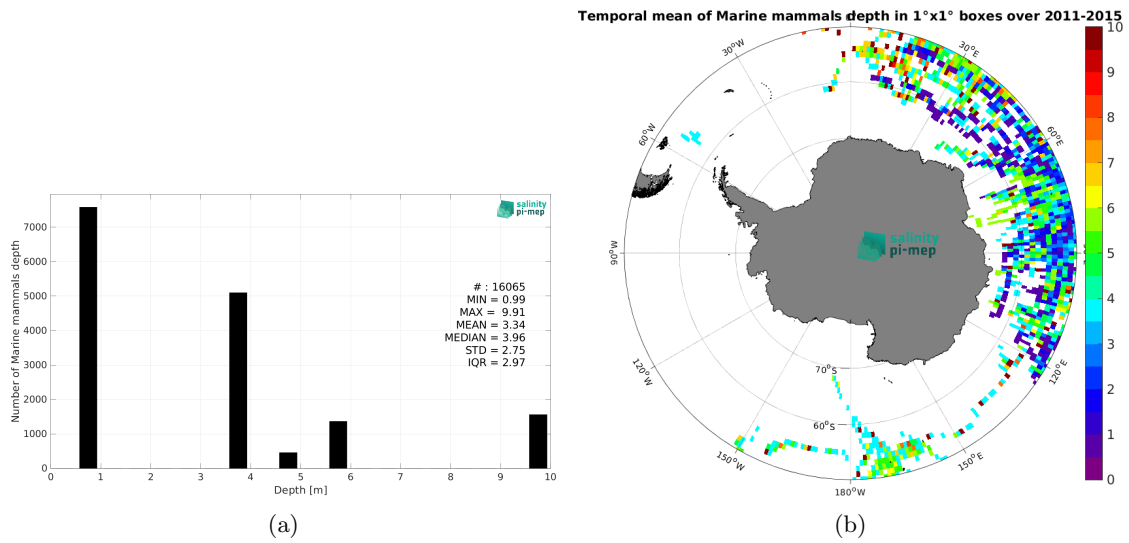 Number of Marine mammals depth
7000
6000
5000
4000
3000
2000
1000
0
0 1 2 3 4 5 6 7 8 9 10
Depth [m]
salinity
pi-mep
# : 16065
MIN = 0.99
MAX = 9.91
MEAN = 3.34
MEDIAN = 3.96
STD = 2.75
IQR = 2.97
(a)
Temporal mean of Marine mammals depth in 1°x1° boxes over 2011-2015
30°W
30°E
60°W
60°E
90°W
120°W
120°E
150°W
150°E
180°W
70°S
60°S
salinity
pi-mep
10
9
8
7
6
5
4
3
2
1
0
(b)